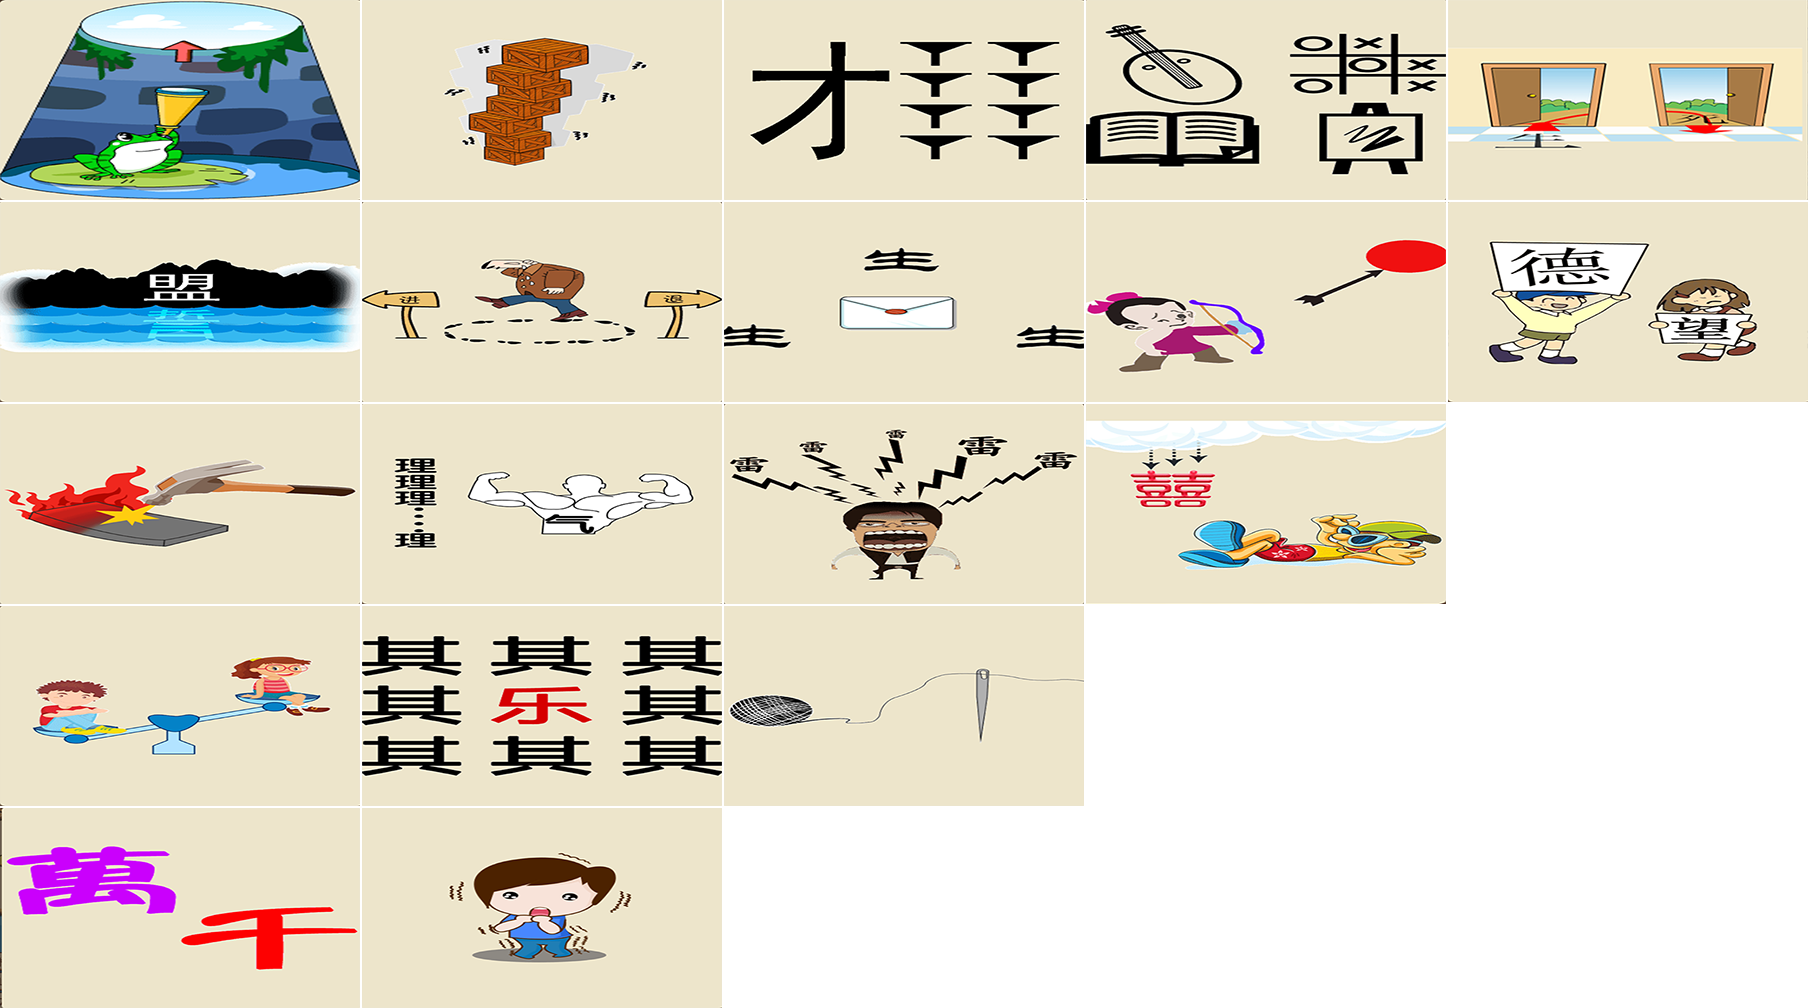 才
盟
誓
进
退
生
生
生
德
望
理
理
理
理
气
雷
雷
雷
雷
雷
囍
其 其 其
其 乐 其
其 其 其
萬
千